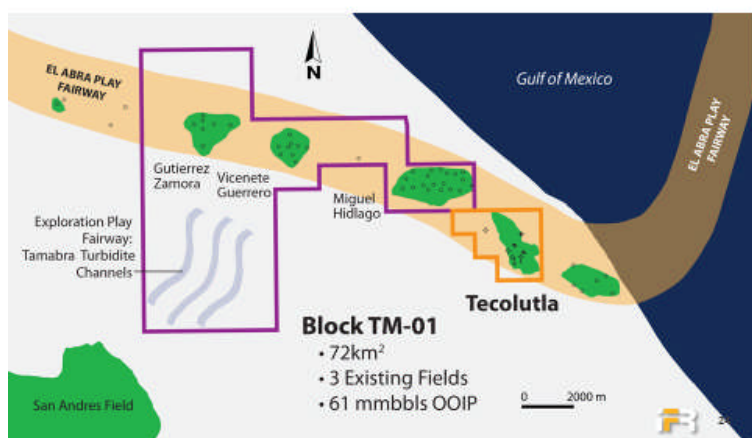 EL ABRA PLAY
FAIRWAY
N
Gulf of Mexico
EL ABRA PLAY
FAIRWAY
Gutierrez
Zamora
Vicenete
Guerrero
Miguel
Hidlago
Exploration Play
Fairway:
Tamabra Turbidite
Channels
Tecolutla
Block TM-01
• 72km²
• 3 Existing Fields
• 61 mmbbls OOIP
0 2000 m
San Andres Field